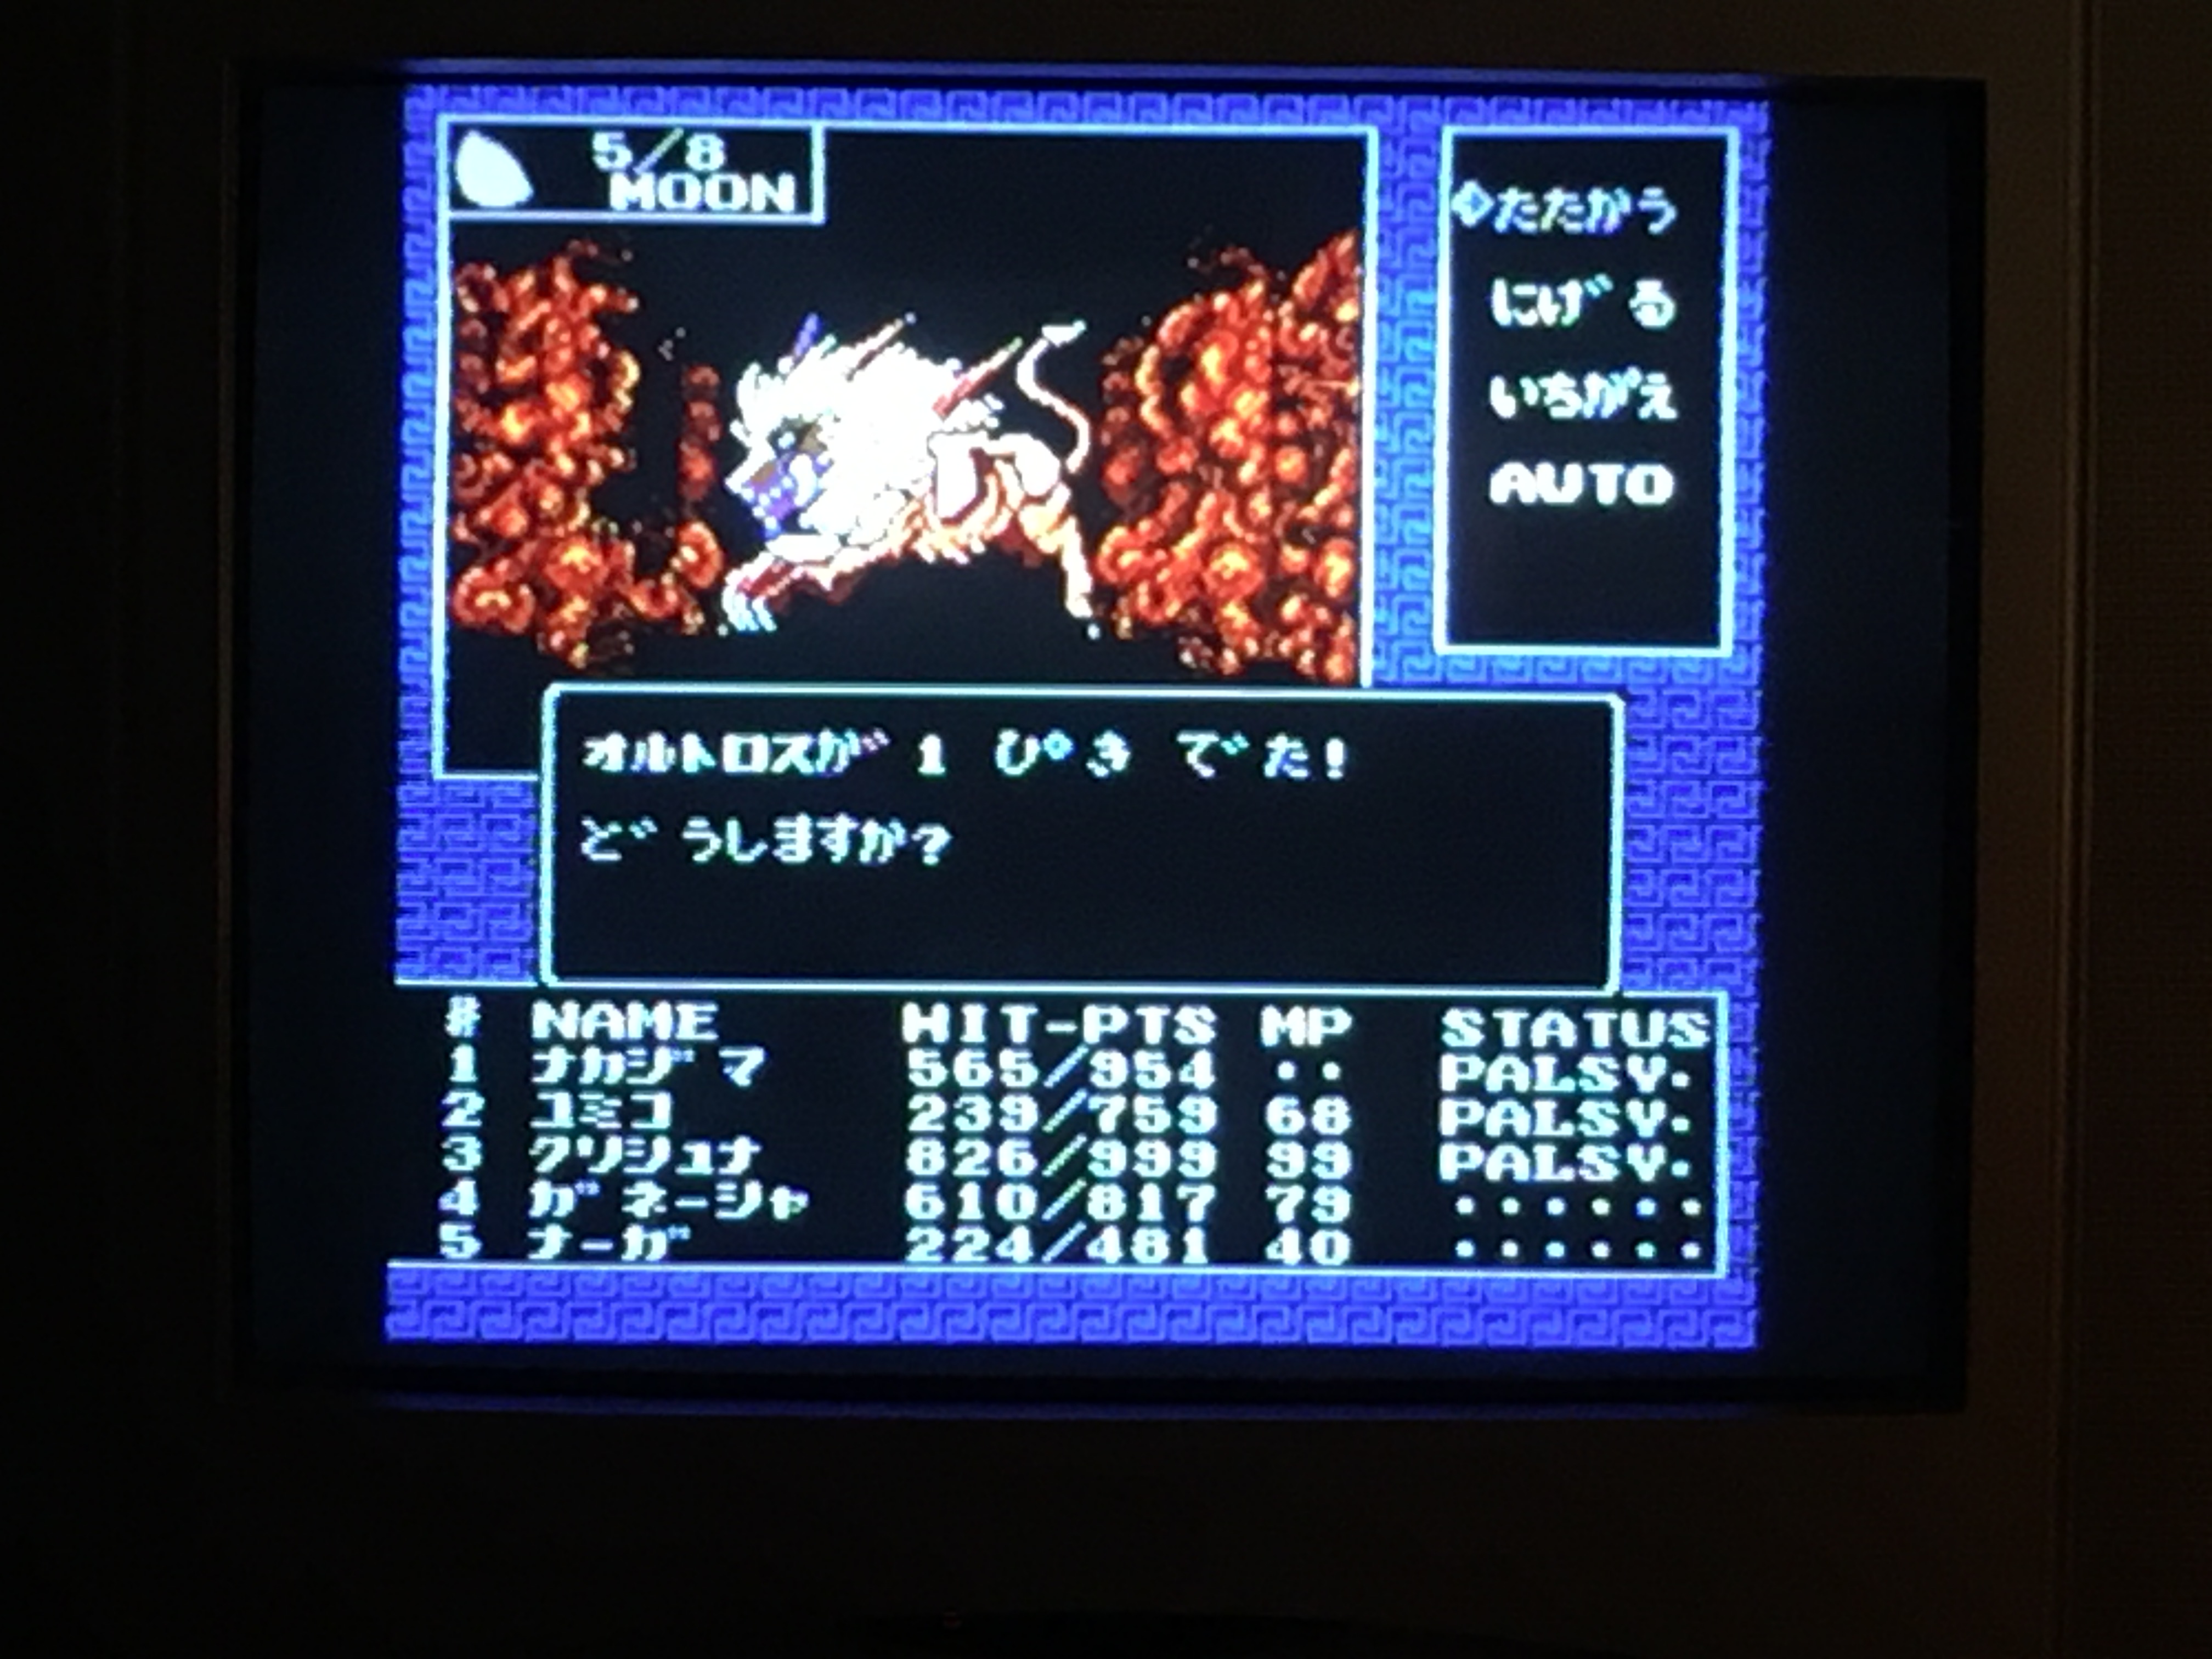 5/8
MOON
たたかう
にげる
いちがえ
AUTO
オルトロスが 1 ぴき でた!
どうしますか?
# NAME HIT-PTS MP STATUS
1 ナカジマ 565/954 ・・ PALSY・
2 ユミコ 239/759 68 PALSY・
3 クリシュナ 826/999 99 PALSY・
4 ガネーシャ 610/817 79 ・・・・・・
5 ナーガ 224/481 40 ・・・・・・